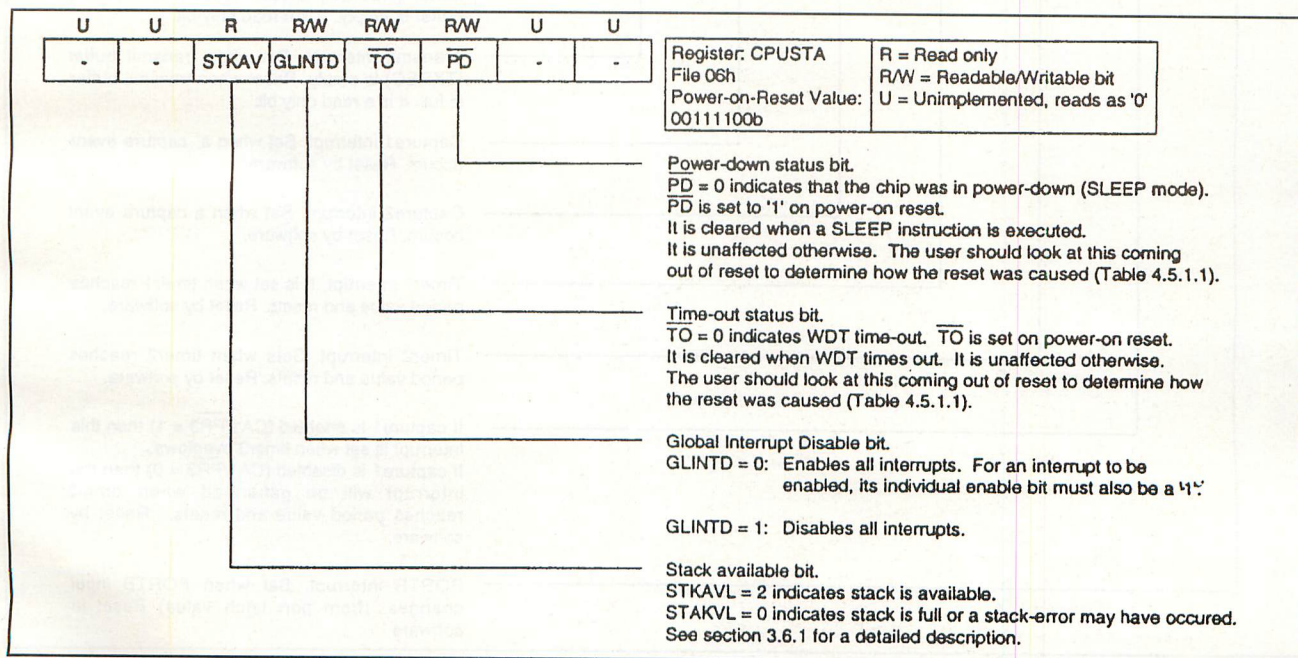 U U R R/W R/W R/W U U
- - STKAV GLINTD TO PD - -
Register: CPUSTA
File 06h
Power-on-Reset Value:
00111100b
R = Read only
R/W = Readable/Writable bit
U = Unimplemented, reads as '0'
Power-down status bit.
PD = 0 indicates that the chip was in power-down (SLEEP mode).
PD is set to '1' on power-on reset.
It is cleared when a SLEEP instruction is executed.
It is unaffected otherwise. The user should look at this coming
out of reset to determine how the reset was caused (Table 4.5.1.1).
Time-out status bit.
TO = 0 indicates WDT time-out. TO is set on power-on reset.
It is cleared when WDT times out. It is unaffected otherwise.
The user should look at this coming out of reset to determine how
the reset was caused (Table 4.5.1.1).
Global Interrupt Disable bit.
GLINTD = 0: Enables all interrupts. For an interrupt to be
enabled, its individual enable bit must also be a '1'.
GLINTD = 1: Disables all interrupts.
Stack available bit.
STKAVL = 2 indicates stack is available.
STAKVL = 0 indicates stack is full or a stack-error may have occured.
See section 3.6.1 for a detailed description.